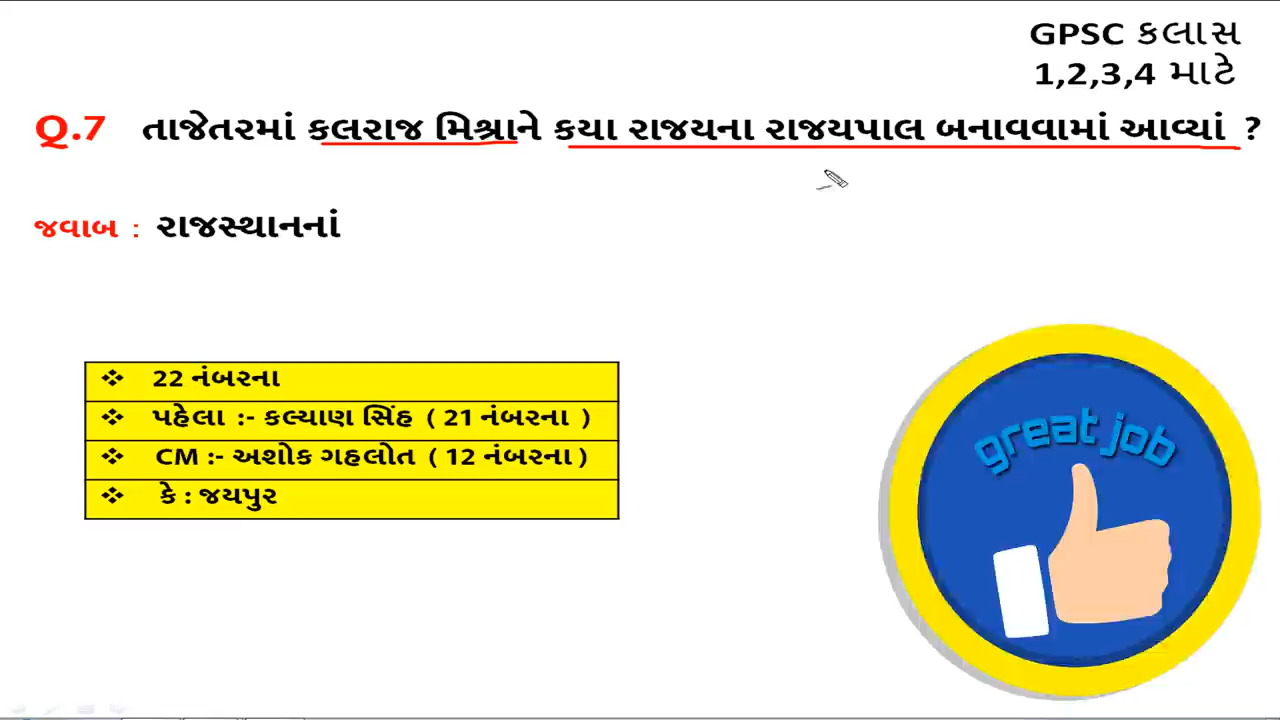 GPSC કલાસ
1,2,3,4 માટે
Q.7 તાજેતરમાં કલરાજ મિશ્રાને કયા રાજયના રાજયપાલ બનાવવામાં આવ્યાં ?
જવાબ : રાજસ્થાનનાં
❖ 22 નંબરના
❖ પહેલા :- કલ્યાણ સિંહ ( 21 નંબરના )
❖ CM :- અશોક ગહલોત ( 12 નંબરના )
❖ કે : જયપુર
great job